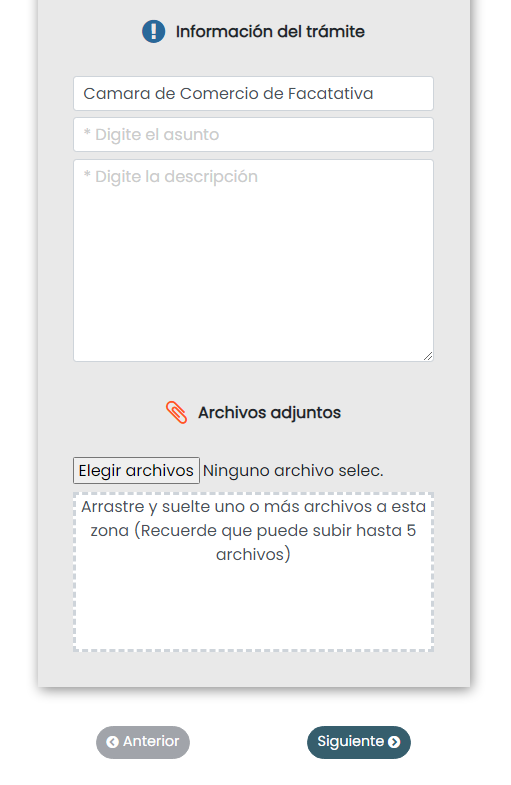 Información del trámite
Camara de Comercio de Facatativa
* Digite el asunto
* Digite la descripción
Archivos adjuntos
Elegir archivos Ninguno archivo selec.
Arrastre y suelte uno o más archivos a esta
zona (Recuerde que puede subir hasta 5
archivos)
Anterior
Siguiente